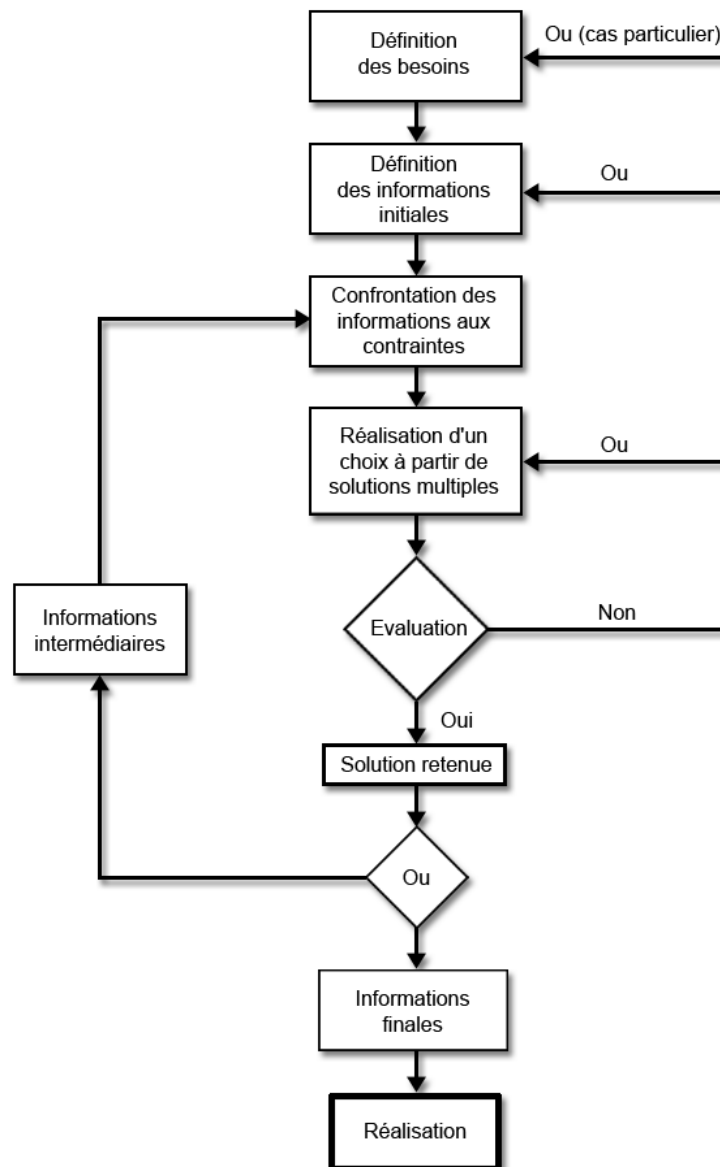 Définition
des besoins
Ou (cas particulier)
Définition
des informations
initiales
Ou
Confrontation des
informations aux
contraintes
Réalisation d'un
choix à partir de
solutions multiples
Ou
Informations
intermédiaires
Evaluation
Non
Oui
Solution retenue
Ou
Informations
finales
Réalisation